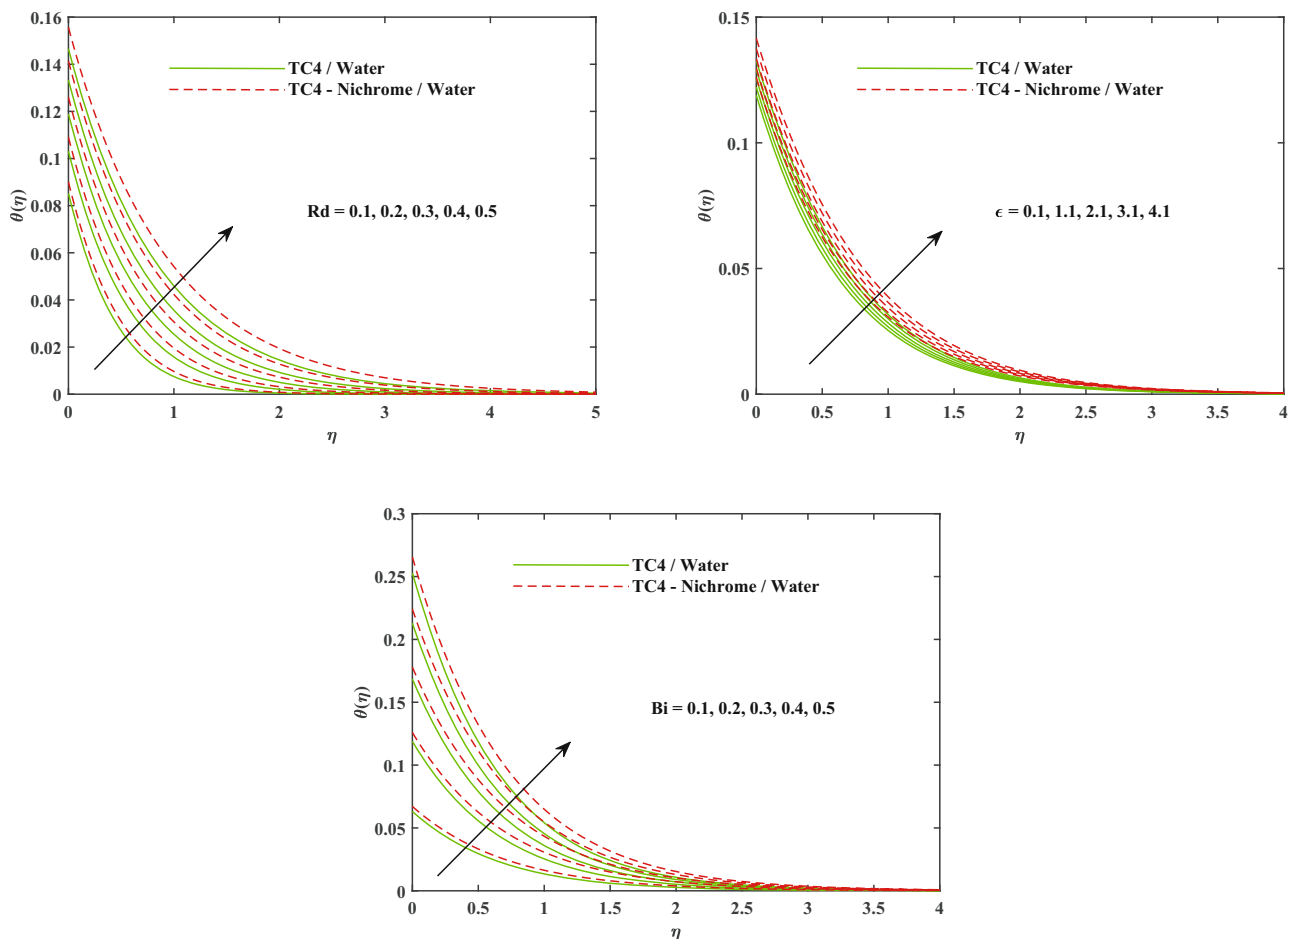 0.16
0.14
0.12
0.1
0.08
0.06
0.04
0.02
0
θ(η)
TC4 / Water
TC4 - Nichrome / Water
Rd = 0.1, 0.2, 0.3, 0.4, 0.5
0 1 2 3 4 5
η
0.15
0.1
0.05
0
θ(η)
TC4 / Water
TC4 - Nichrome / Water
ϵ = 0.1, 1.1, 2.1, 3.1, 4.1
0 0.5 1 1.5 2 2.5 3 3.5 4
η
0.3
0.25
0.2
0.15
0.1
0.05
0
θ(η)
TC4 / Water
TC4 - Nichrome / Water
Bi = 0.1, 0.2, 0.3, 0.4, 0.5
0 0.5 1 1.5 2 2.5 3 3.5 4
η